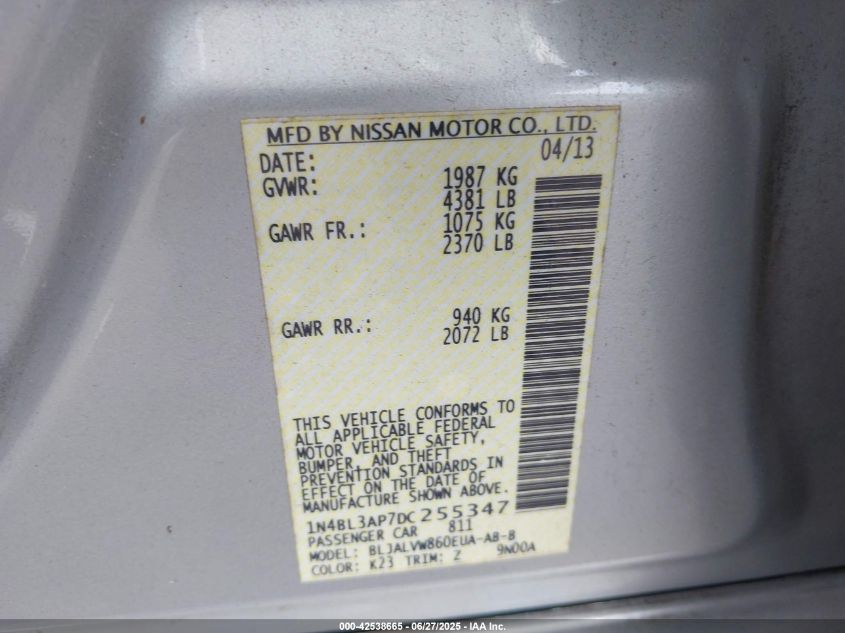 MFD BY NISSAN MOTOR CO., LTD.
DATE: 04/13
GVWR: 1987 KG
4381 LB
GAWR FR.: 1075 KG
2370 LB
GAWR RR.: 940 KG
2072 LB
THIS VEHICLE CONFORMS TO
ALL APPLICABLE FEDERAL
MOTOR VEHICLE SAFETY,
BUMPER, AND THEFT
PREVENTION STANDARDS IN
EFFECT ON THE DATE OF
MANUFACTURE SHOWN ABOVE.
1N4BL3AP7DC255347
PASSENGER CAR 811
MODEL: BLJALVW860EUA-AB-B
COLOR: K23 TRIM: Z 9N00A
000-42538665 - 06/27/2025 - IAA Inc.